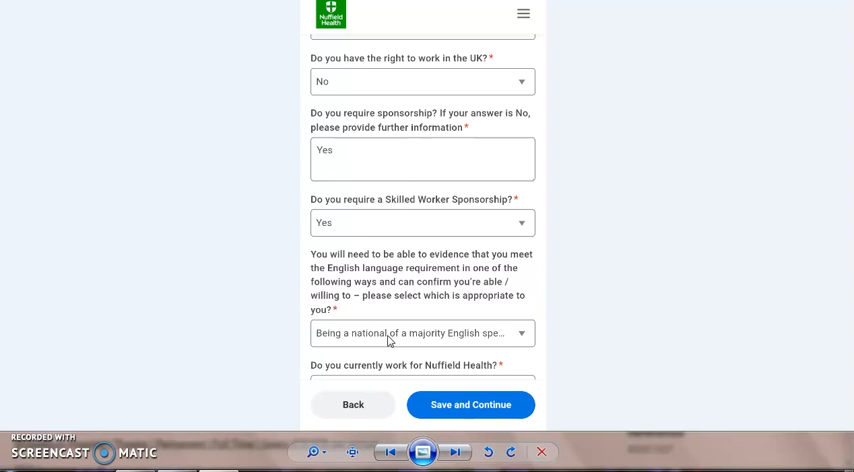 Nuffield
Health
Do you have the right to work in the UK? *
No
Do you require sponsorship? If your answer is No,
please provide further information *
Yes
Do you require a Skilled Worker Sponsorship? *
Yes
You will need to be able to evidence that you meet
the English language requirement in one of the
following ways and can confirm you're able /
willing to – please select which is appropriate to
you? *
Being a national of a majority English spe...
Do you currently work for Nuffield Health? *
Back
Save and Continue
RECORDED WITH
SCREENCAST MATIC